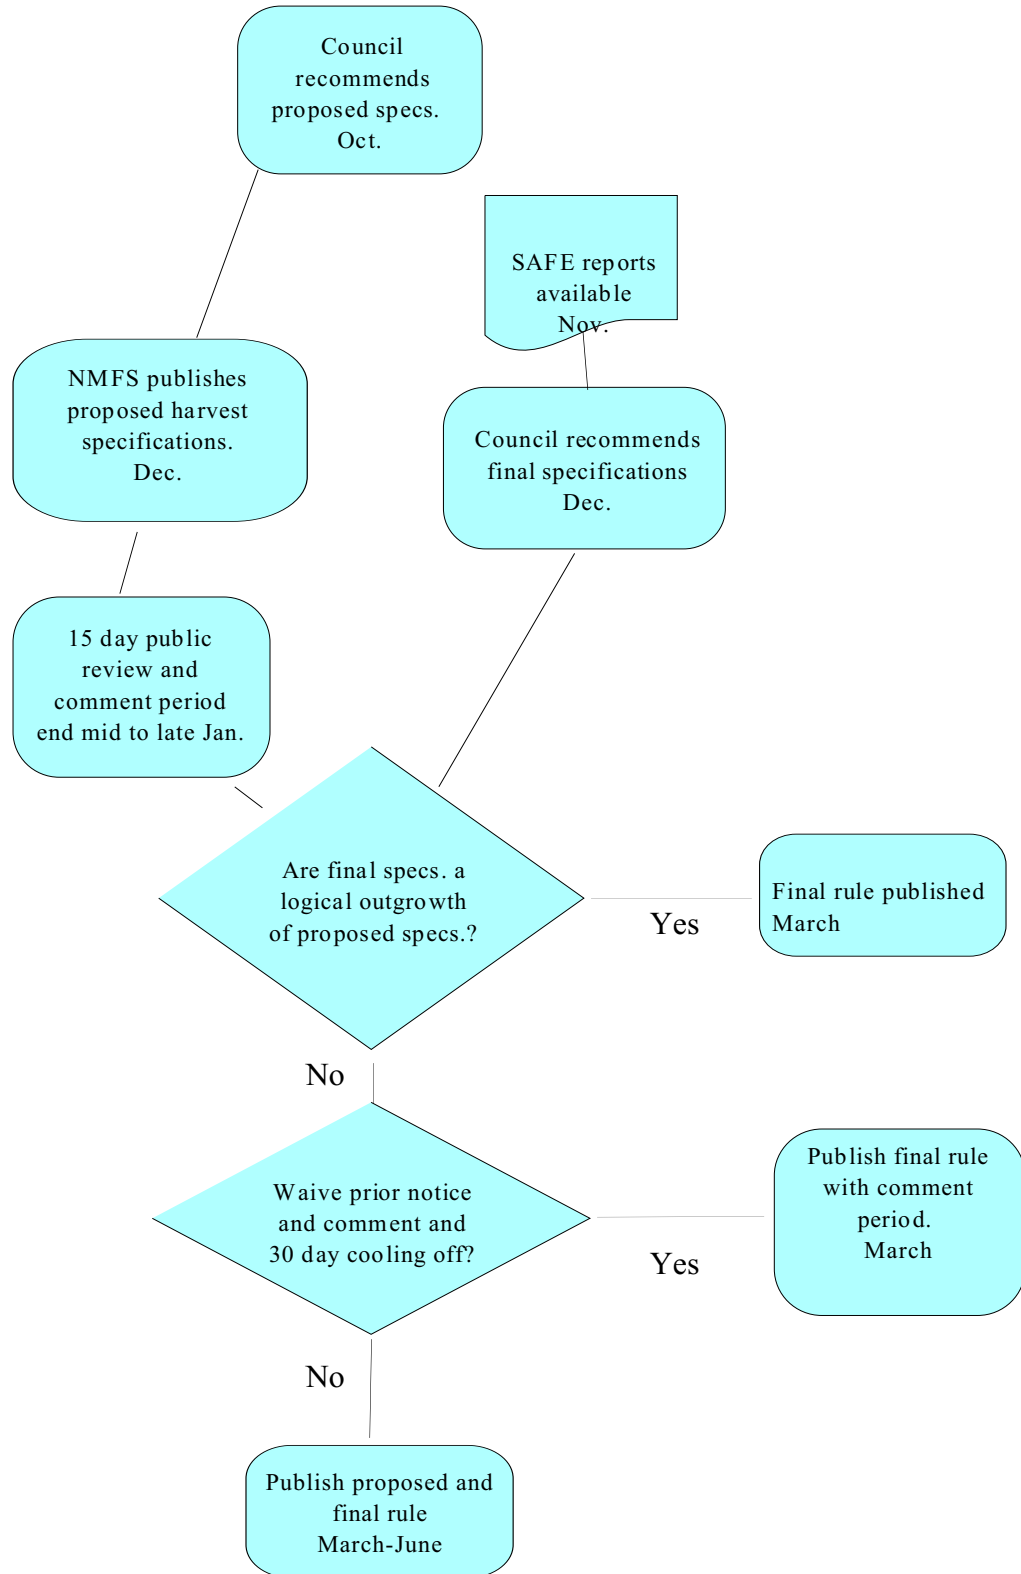 Council
recommends
proposed specs.
Oct.
SAFE reports
available
Nov.
NMFS publishes
proposed harvest
specifications.
Dec.
Council recommends
final specifications
Dec.
15 day public
review and
comment period
end mid to late Jan.
Are final specs. a
logical outgrowth
of proposed specs.?
Yes
Final rule published
March
No
Waive prior notice
and comment and
30 day cooling off?
Yes
Publish final rule
with comment
period.
March
No
Publish proposed and
final rule
March-June